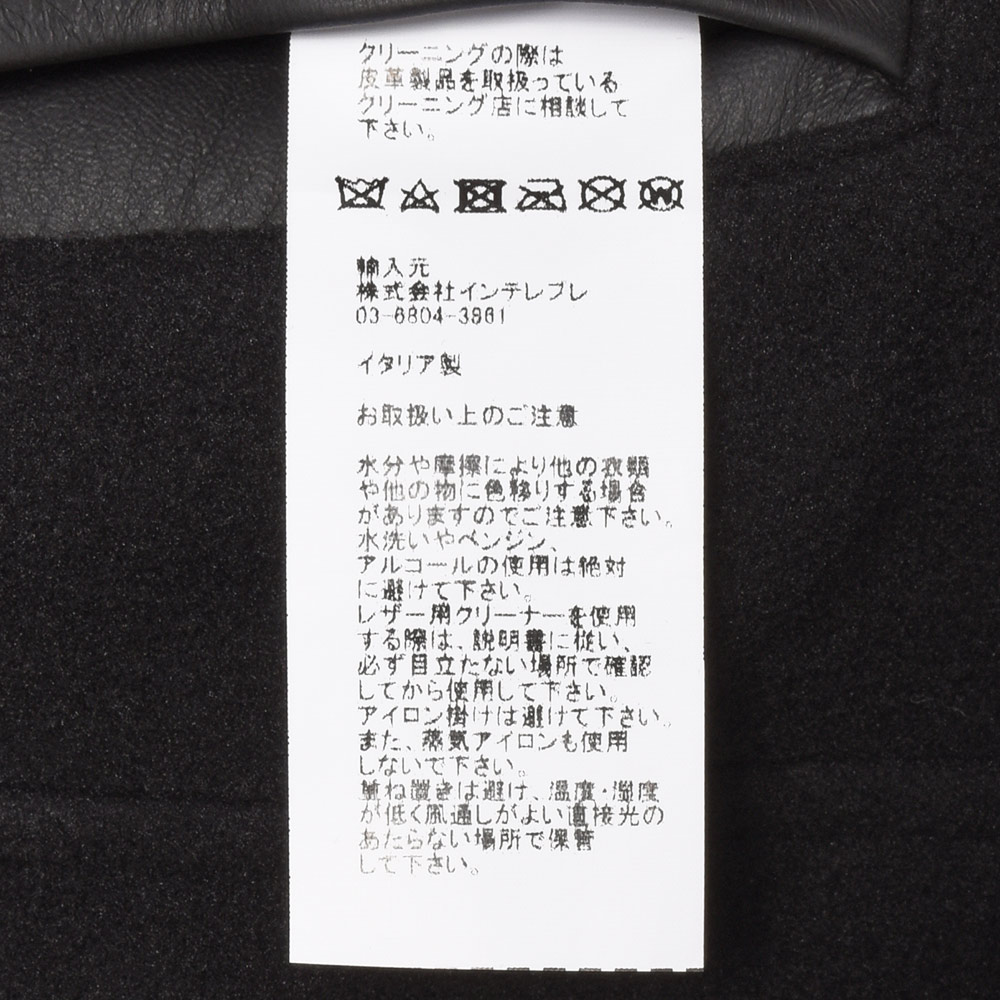 クリーニングの際は
皮革製品を取扱っている
クリーニング店に相談して
下さい。
W
輸入元
株式会社インテレプレ
03-6804-3861
イタリア製
お取扱い上のご注意
水分や摩擦により他の衣類
や他の物に色移りする場合
がありますのでご注意下さい。
水洗いやベンジン、
アルコールの使用は絶対
に避けて下さい。
レザー用クリーナーを使用
する際は、説明書に従い、
必ず目立たない場所で確認
してから使用して下さい。
アイロン掛けは避けて下さい。
また、蒸気アイロンも使用
しないで下さい。
重ね置きは避け、温度・湿度
が低く風通しがよい直接光の
あたらない場所で保管
して下さい。